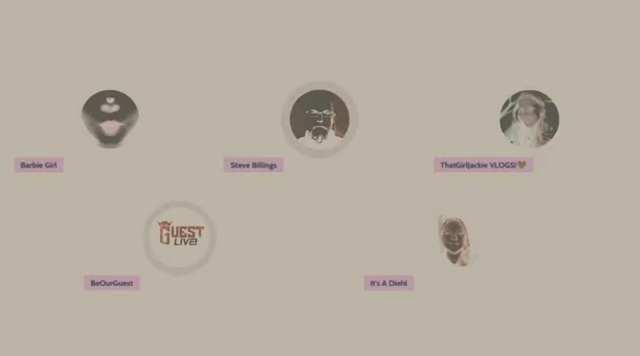 Barbie Girl
Steve Billings
ThatGirlJackie VLOGS!🤎
GUEST
LIVE!
BeOurGuest
It's A Diehl